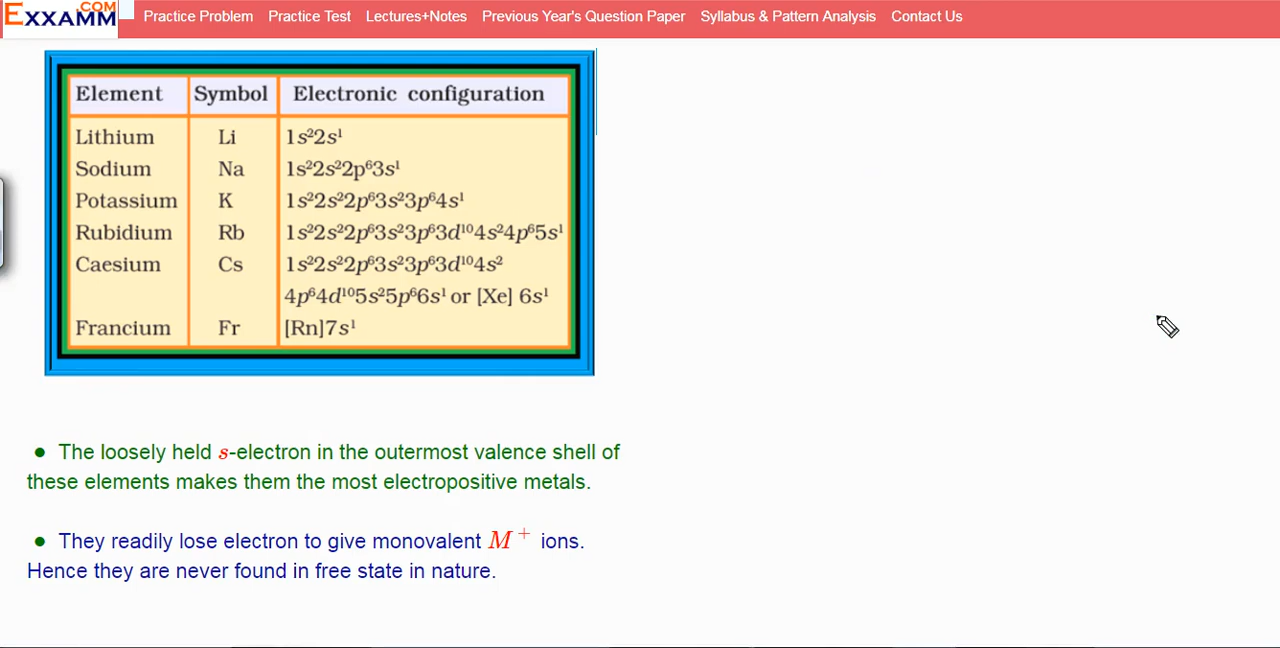 EXXAMM.COM Practice Problem Practice Test Lectures+Notes Previous Year's Question Paper Syllabus & Pattern Analysis Contact Us
Element Symbol Electronic configuration
Lithium Li 1s²2s¹
Sodium Na 1s²2s²2p⁶3s¹
Potassium K 1s²2s²2p⁶3s²3p⁶4s¹
Rubidium Rb 1s²2s²2p⁶3s²3p⁶3d¹⁰4s²4p⁶5s¹
Caesium Cs 1s²2s²2p⁶3s²3p⁶3d¹⁰4s²
4p⁶4d¹⁰5s²5p⁶6s¹ or [Xe] 6s¹
Francium Fr [Rn]7s¹
● The loosely held s-electron in the outermost valence shell of
these elements makes them the most electropositive metals.
● They readily lose electron to give monovalent M⁺ ions.
Hence they are never found in free state in nature.